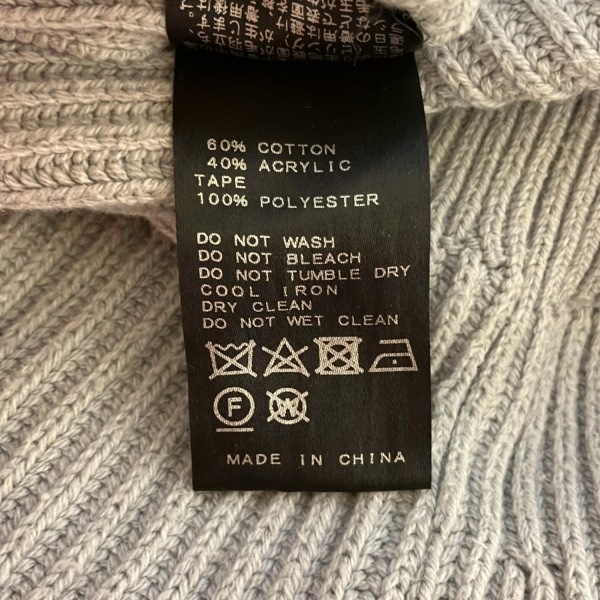 60% COTTON
40% ACRYLIC
TAPE
100% POLYESTER
DO NOT WASH
DO NOT BLEACH
DO NOT TUMBLE DRY
COOL IRON
DRY CLEAN
DO NOT WET CLEAN
F W
MADE IN CHINA